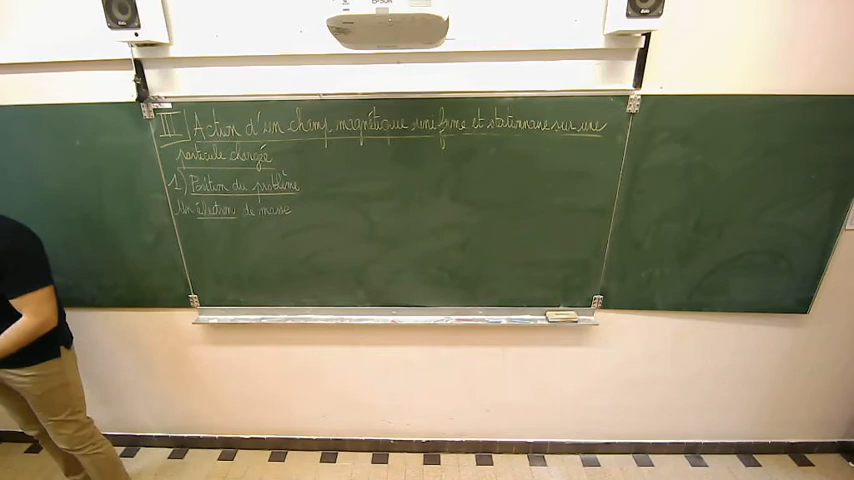 III) Action d'un champ magnétique uniforme et stationnaire sur une
particule chargée
1) Position du problème
Un électron de masse